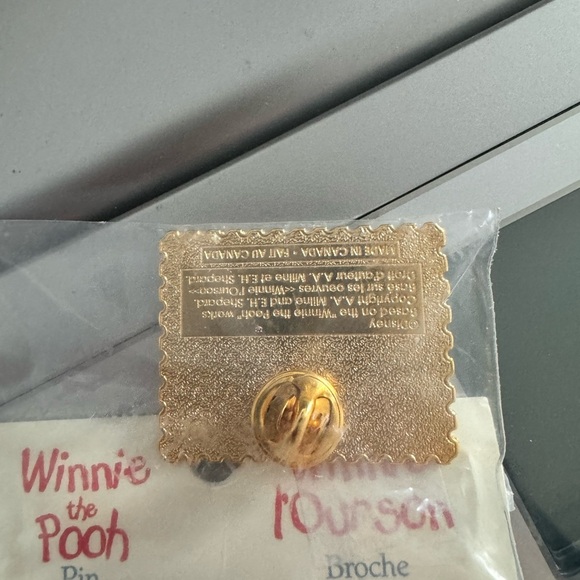 ©Disney
Based on the "Winnie the Pooh" works
Copyright A.A. Milne and E.H. Shepard.
Basé sur les oeuvres <<Winnie l'Ourson>>
Droit d'auteur A.A. Milne et E.H. Shepard.
MADE IN CANADA • FAIT AU CANADA
Winnie
the
Pooh
Pin
l'Ourson
Broche